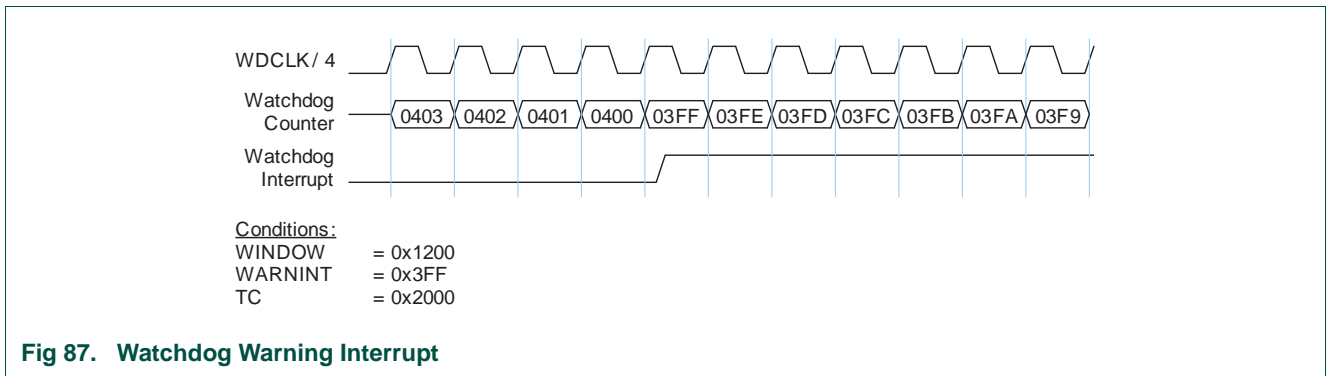 WDCLK / 4
Watchdog
Counter
0403 0402 0401 0400 03FF 03FE 03FD 03FC 03FB 03FA 03F9
Watchdog
Interrupt
Conditions:
WINDOW = 0x1200
WARNINT = 0x3FF
TC = 0x2000
Fig 87. Watchdog Warning Interrupt